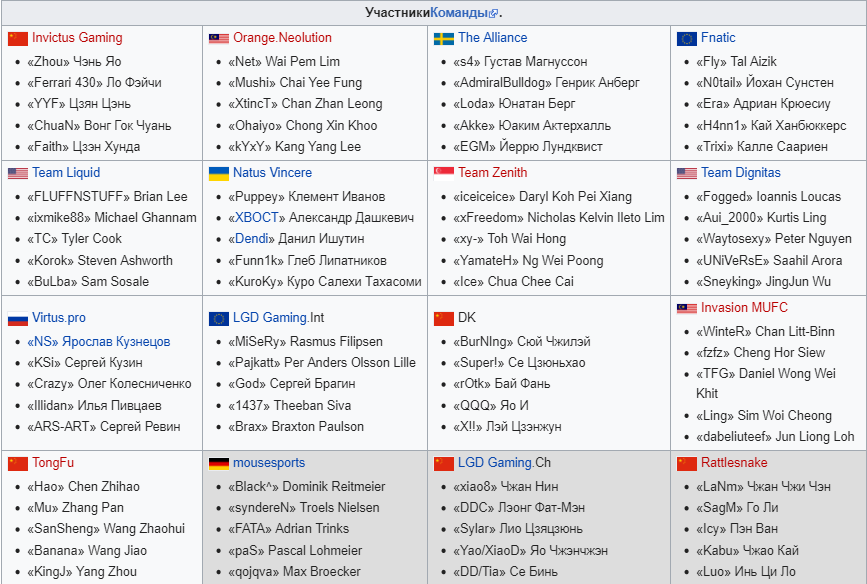 УчастникиКоманды.
Invictus Gaming
«Zhou» Чэнь Яо
«Ferrari 430» Ло Фэйчи
«YYF» Цзян Цэнь
«ChuaN» Вонг Гок Чуань
«Faith» Цзэн Хунда
Orange.Neolution
«Net» Wai Pem Lim
«Mushi» Chai Yee Fung
«XtincT» Chan Zhan Leong
«Ohaiyo» Chong Xin Khoo
«kYxY» Kang Yang Lee
The Alliance
«s4» Густав Магнуссон
«AdmiralBulldog» Генрик Анберг
«Loda» Юнатан Берг
«Akke» Юаким Актерхалль
«EGM» Йеррю Лундквист
Fnatic
«Fly» Tal Aizik
«N0tail» Йохан Сунстен
«Era» Адриан Крюесиу
«H4nn1» Кай Ханбюккерс
«Trixi» Калле Саариен
Team Liquid
«FLUFFNSTUFF» Brian Lee
«ixmike88» Michael Ghannam
«TC» Tyler Cook
«Korok» Steven Ashworth
«BuLba» Sam Sosale
Natus Vincere
«Puppey» Клемент Иванов
«XBOCT» Александр Дашкевич
«Dendi» Данил Ишутин
«Funn1k» Глеб Липатников
«KuroKy» Куро Салехи Тахасоми
Team Zenith
«iceiceice» Daryl Koh Pei Xiang
«xFreedom» Nicholas Kelvin Ileto Lim
«xy-» Toh Wai Hong
«YamateH» Ng Wei Poong
«Ice» Chua Chee Cai
Team Dignitas
«Fogged» Ioannis Loucas
«Aui_2000» Kurtis Ling
«Waytosexy» Peter Nguyen
«UNiVeRsE» Saahil Arora
«Sneyking» JingJun Wu
Virtus.pro
«NS» Ярослав Кузнецов
«KSi» Сергей Кузин
«Crazy» Олег Колесниченко
«Illidan» Илья Пивцаев
«ARS-ART» Сергей Ревин
LGD Gaming.Int
«MiSeRy» Rasmus Filipsen
«Pajkatt» Per Anders Olsson Lille
«God» Сергей Брагин
«1437» Theeban Siva
«Brax» Braxton Paulson
DK
«BurNIng» Сюй Чжилэй
«Super!» Се Цзюньхао
«rOtk» Бай Фань
«QQQ» Яо И
«X!!» Лэй Цзэнжун
Invasion MUFC
«WinteR» Chan Litt-Binn
«fzfz» Cheng Hor Siew
«TFG» Daniel Wong Wei
Khit
«Ling» Sim Woi Cheong
«dabeliuteef» Jun Liong Loh
TongFu
«Hao» Chen Zhihao
«Mu» Zhang Pan
«SanSheng» Wang Zhaohui
«Banana» Wang Jiao
«KingJ» Yang Zhou
mousesports
«Black^» Dominik Reitmeier
«syndereN» Troels Nielsen
«FATA» Adrian Trinks
«paS» Pascal Lohmeier
«qojqva» Max Broecker
LGD Gaming.Ch
«xiao8» Чжан Нин
«DDC» Лэонг Фат-Мэн
«Sylar» Лио Цзяцзюнь
«Yao/XiaoD» Яо Чжэнчжэн
«DD/Tia» Се Бинь
Rattlesnake
«LaNm» Чжан Чжи Чэн
«SagM» Го Ли
«Icy» Пэн Ван
«Kabu» Чжао Кай
«Luo» Инь Ци Ло